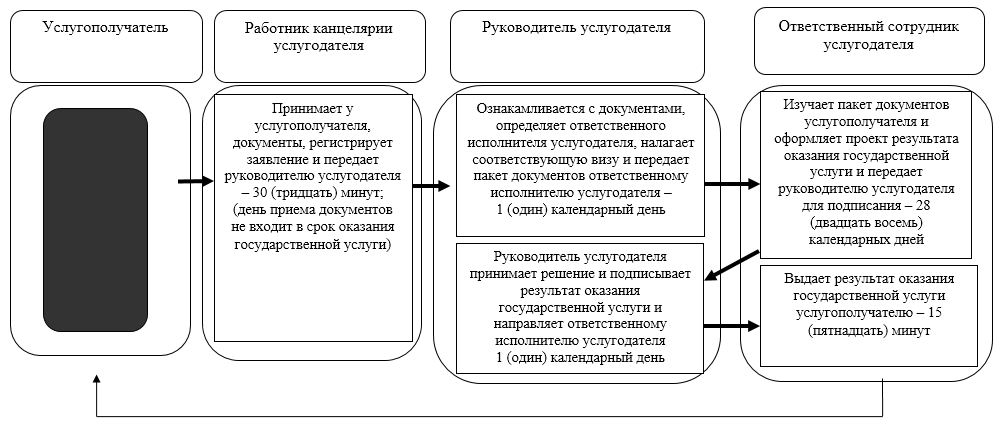 Услугополучатель
Работник канцелярии
услугодателя
Руководитель услугодателя
Ответственный сотрудник
услугодателя
Принимает у
услугополучателя,
документы, регистрирует
заявление и передает
руководителю услугодателя
– 30 (тридцать) минут;
(день приема документов
не входит в срок оказания
государственной услуги)
Ознакамливается с документами,
определяет ответственного
исполнителя услугодателя, налагает
соответствующую визу и передает
пакет документов ответственному
исполнителю услугодателя –
1 (один) календарный день
Руководитель услугодателя
принимает решение и подписывает
результат оказания
государственной услуги и
направляет ответственному
исполнителю услугодателя
1 (один) календарный день
Изучает пакет документов
услугополучателя и
оформляет проект результата
оказания государственной
услуги и передает
руководителю услугодателя
для подписания – 28
(двадцать восемь)
календарных дней
Выдает результат оказания
государственной услуги
услугополучателю – 15
(пятнадцать) минут